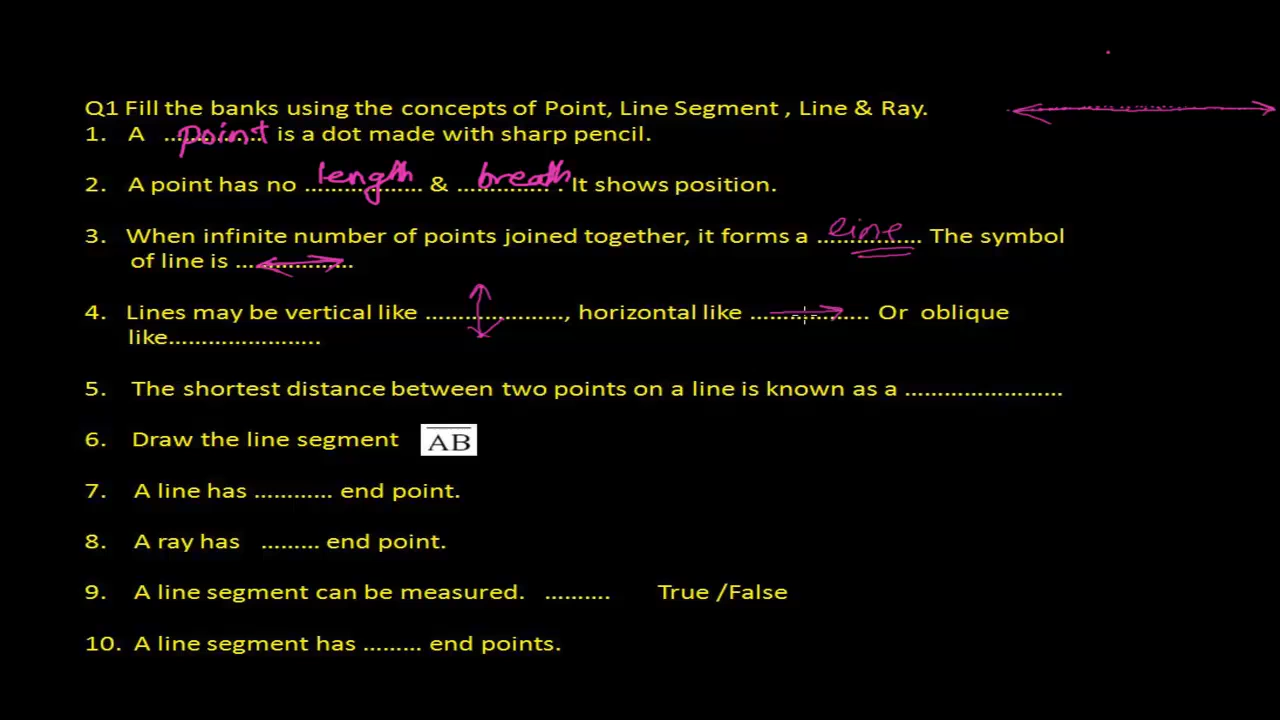 Q1 Fill the banks using the concepts of Point, Line Segment , Line & Ray.
1. A ...point... is a dot made with sharp pencil.
2. A point has no ...length... & ...breath... . It shows position.
3. When infinite number of points joined together, it forms a ...line... The symbol
of line is .....................
4. Lines may be vertical like ....................., horizontal like .................. Or oblique
like.......................
5. The shortest distance between two points on a line is known as a ........................
6. Draw the line segment AB
7. A line has ............ end point.
8. A ray has ......... end point.
9. A line segment can be measured. .......... True /False
10. A line segment has ......... end points.